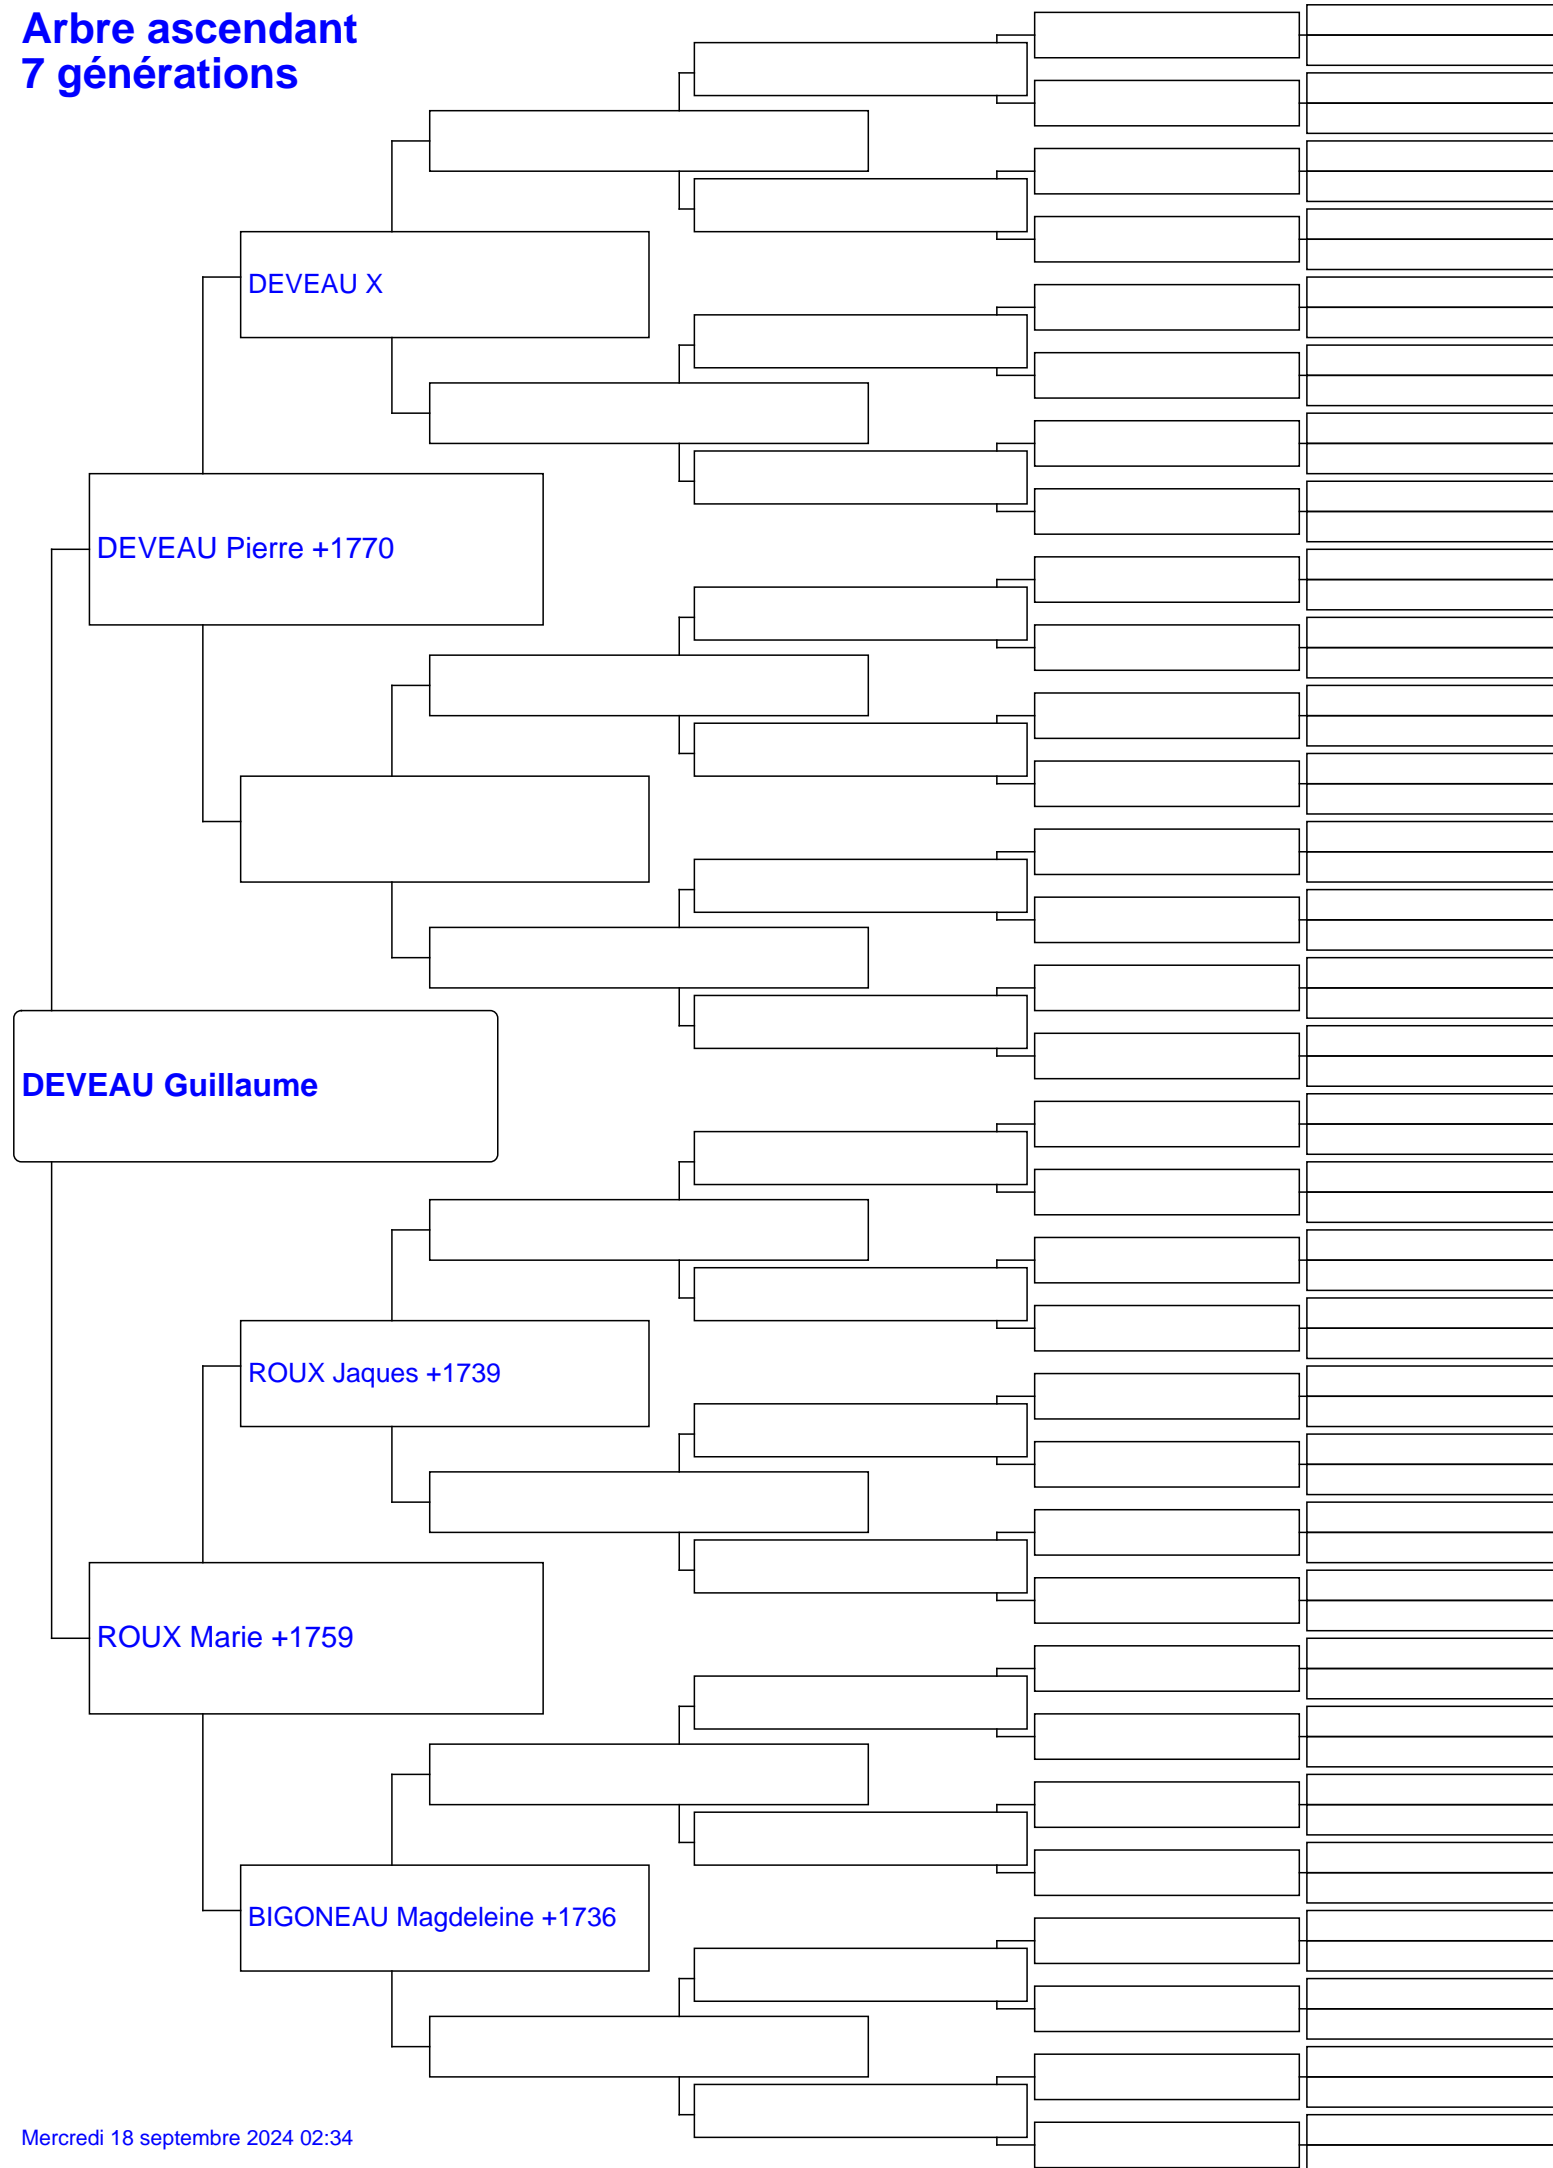 Arbre ascendant
7 générations
DEVEAU X
DEVEAU Pierre +1770
DEVEAU Guillaume
ROUX Jaques +1739
ROUX Marie +1759
BIGONEAU Magdeleine +1736
Mercredi 18 septembre 2024 02:34